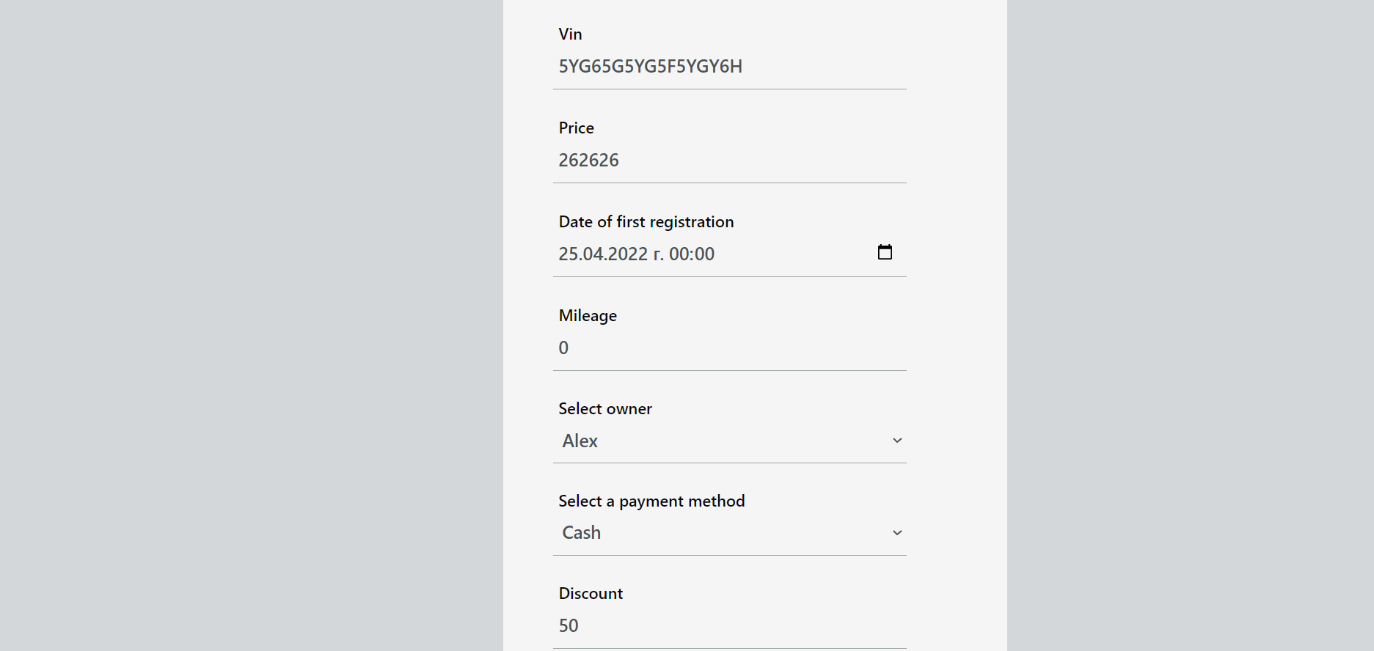 Vin
5YG65G5YG5F5YGY6H
Price
262626
Date of first registration
25.04.2022 г. 00:00
Mileage
0
Select owner
Alex
Select a payment method
Cash
Discount
50